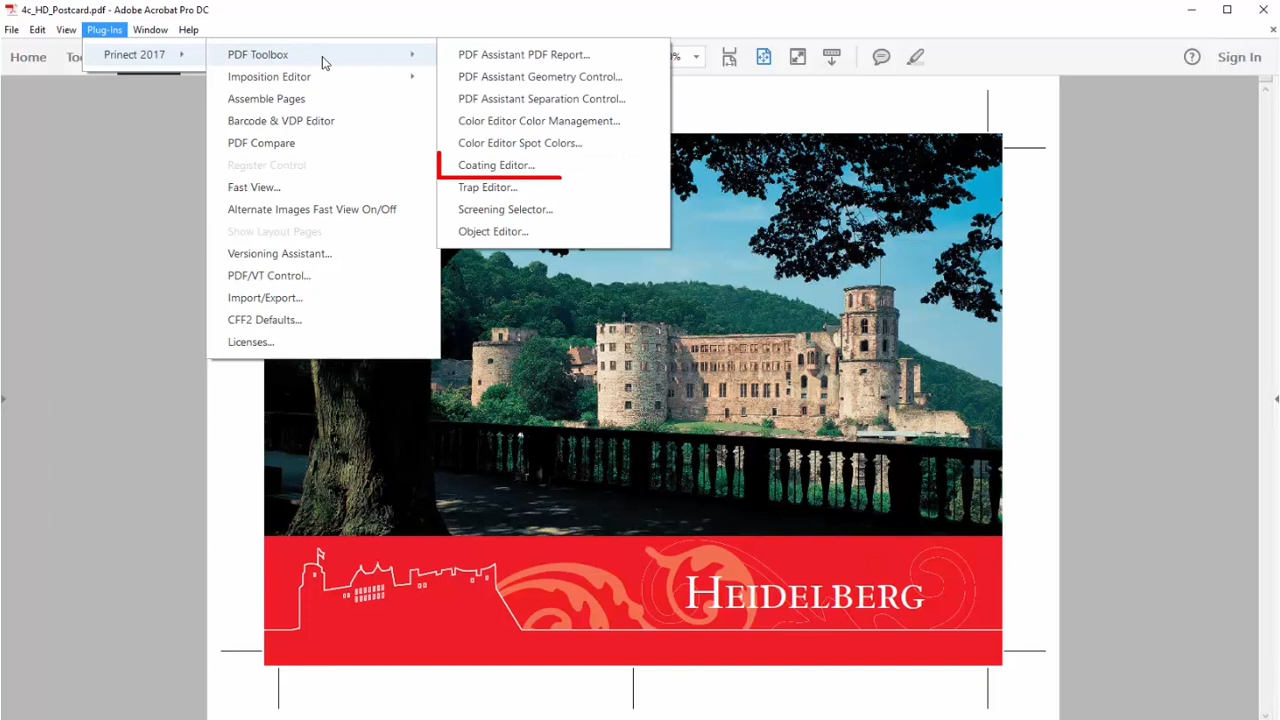 4c_HD_Postcard.pdf - Adobe Acrobat Pro DC
File Edit View Plug-Ins Window Help
Home
% Sign In
Prinect 2017
PDF Toolbox
Imposition Editor
Assemble Pages
Barcode & VDP Editor
PDF Compare
Register Control
Fast View...
Alternate Images Fast View On/Off
Show Layout Pages
Versioning Assistant...
PDF/VT Control...
Import/Export...
CFF2 Defaults...
Licenses...
PDF Assistant PDF Report...
PDF Assistant Geometry Control...
PDF Assistant Separation Control...
Color Editor Color Management...
Color Editor Spot Colors...
Coating Editor...
Trap Editor...
Screening Selector...
Object Editor...
HEIDELBERG